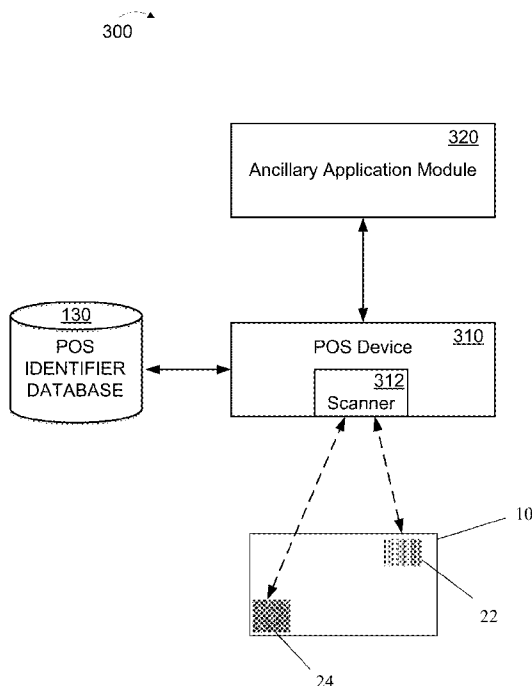 300
320
Ancillary Application Module
130
POS
IDENTIFIER
DATABASE
310
POS Device
312
Scanner
10
22
24